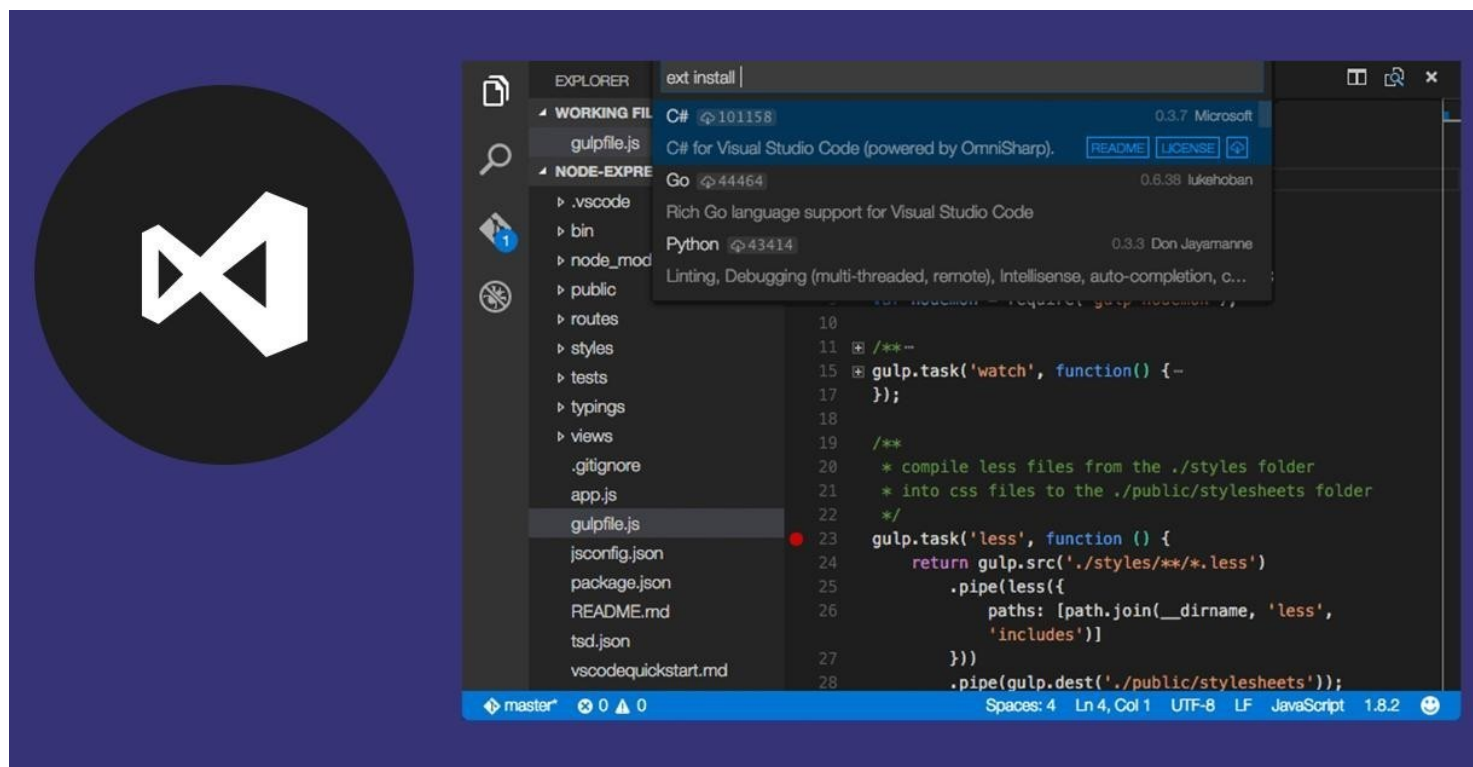 EXPLORER
WORKING FIL
gulpfile.js
NODE-EXPRE
.vscode
bin
node_mod
public
routes
styles
tests
typings
views
.gitignore
app.js
gulpfile.js
jsconfig.json
package.json
README.md
tsd.json
vscodequickstart.md
1
ext install
C# 101158 0.3.7 Microsoft
C# for Visual Studio Code (powered by OmniSharp). README LICENSE
Go 44464 0.6.38 lukehoban
Rich Go language support for Visual Studio Code
Python 43414 0.3.3 Don Jayamanne
Linting, Debugging (multi-threaded, remote), Intellisense, auto-completion, c...
10
11 /**…
15 gulp.task('watch', function() {…
17 });
18
19 /**
20 * compile less files from the ./styles folder
21 * into css files to the ./public/stylesheets folder
22 */
23 gulp.task('less', function () {
24 return gulp.src('./styles/**/*.less')
25 .pipe(less({
26 paths: [path.join(__dirname, 'less',
'includes')]
27 }))
28 .pipe(gulp.dest('./public/stylesheets'));
master* 0 0 Spaces: 4 Ln 4, Col 1 UTF-8 LF JavaScript 1.8.2